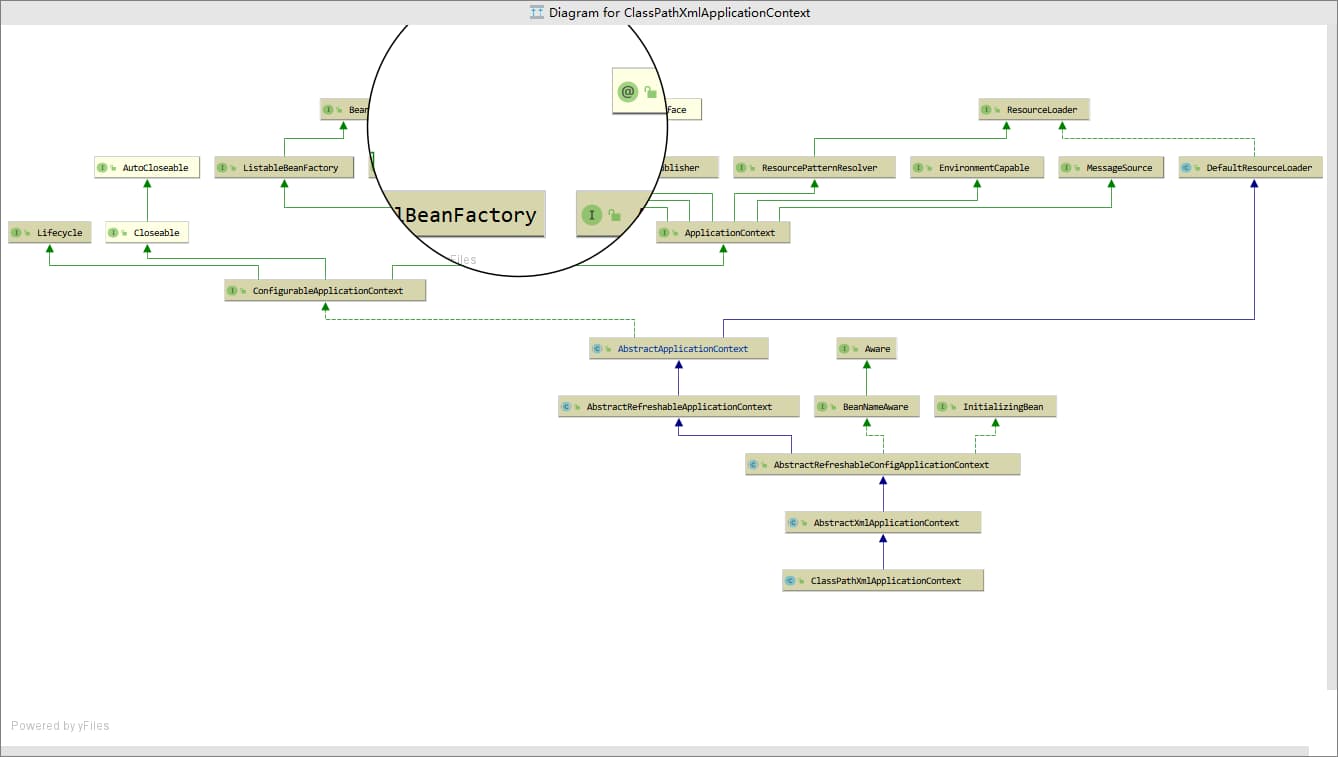 Diagram for ClassPathXmlApplicationContext
Bean
@
face
I ResourceLoader
I AutoCloseable
I ListableBeanFactory
blisher
I ResourcePatternResolver
I EnvironmentCapable
I MessageSource
C DefaultResourceLoader
lBeanFactory
I
I Lifecycle
I Closeable
I ApplicationContext
Files
I ConfigurableApplicationContext
C AbstractApplicationContext
I Aware
C AbstractRefreshableApplicationContext
I BeanNameAware
I InitializingBean
C AbstractRefreshableConfigApplicationContext
C AbstractXmlApplicationContext
C ClassPathXmlApplicationContext
Powered by yFiles